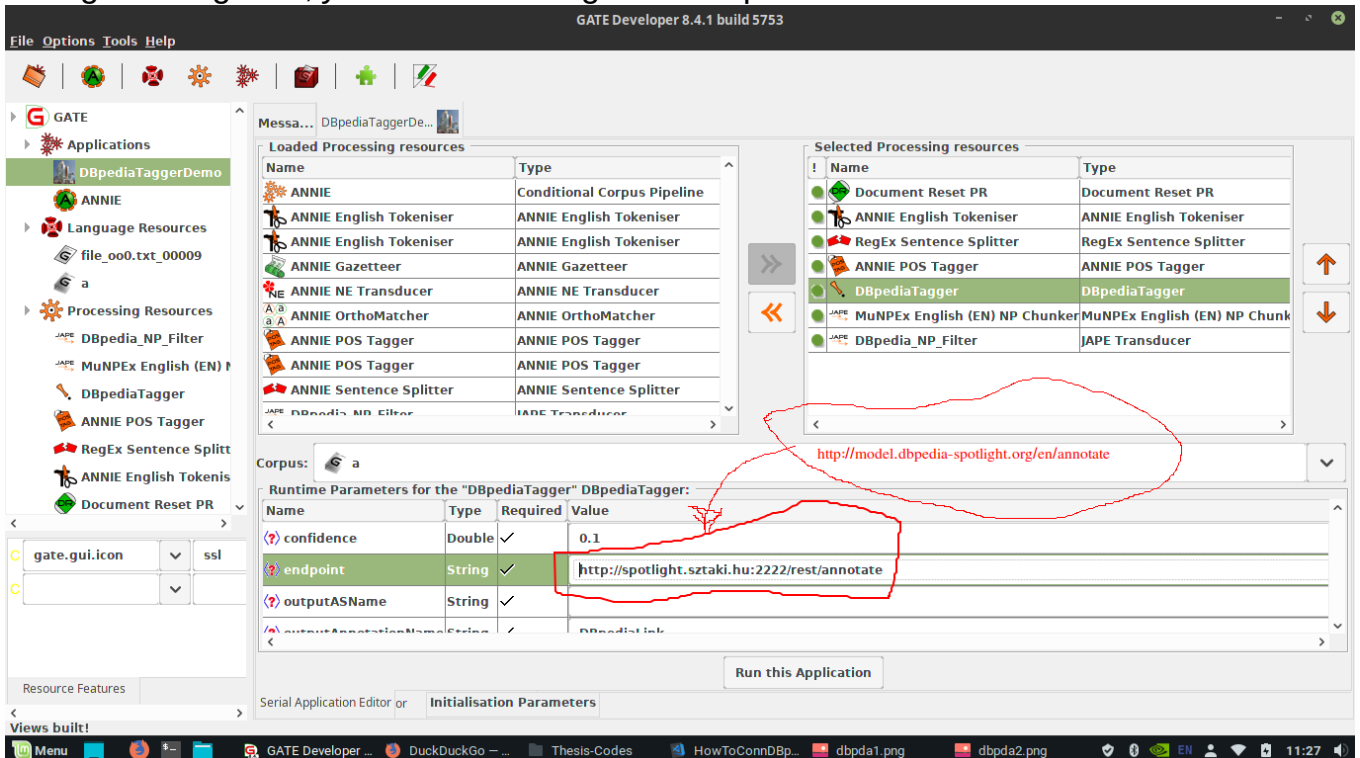 GATE Developer 8.4.1 build 5753
File Options Tools Help
GATE
Applications
DBpediaTaggerDemo
ANNIE
Language Resources
file_oo0.txt_00009
a
Processing Resources
DBpedia_NP_Filter
MuNPEx English (EN) N
DBpediaTagger
ANNIE POS Tagger
RegEx Sentence Splitt
ANNIE English Tokenis
Document Reset PR
C gate.gui.icon ssl
C
Resource Features
Views built!
Messa... DBpediaTaggerDe...
Loaded Processing resources
Name Type
ANNIE Conditional Corpus Pipeline
ANNIE English Tokeniser ANNIE English Tokeniser
ANNIE English Tokeniser ANNIE English Tokeniser
ANNIE Gazetteer ANNIE Gazetteer
ANNIE NE Transducer ANNIE NE Transducer
ANNIE OrthoMatcher ANNIE OrthoMatcher
ANNIE POS Tagger ANNIE POS Tagger
ANNIE POS Tagger ANNIE POS Tagger
ANNIE Sentence Splitter ANNIE Sentence Splitter
DBpedia_NP_Filter JAPE Transducer
Selected Processing resources
! Name Type
Document Reset PR Document Reset PR
ANNIE English Tokeniser ANNIE English Tokeniser
RegEx Sentence Splitter RegEx Sentence Splitter
ANNIE POS Tagger ANNIE POS Tagger
DBpediaTagger DBpediaTagger
MuNPEx English (EN) NP Chunker MuNPEx English (EN) NP Chunk
DBpedia_NP_Filter JAPE Transducer
http://model.dbpedia-spotlight.org/en/annotate
Corpus: a
Runtime Parameters for the "DBpediaTagger" DBpediaTagger:
Name Type Required Value
<?> confidence Double ✓ 0.1
<?> endpoint String ✓ http://spotlight.sztaki.hu:2222/rest/annotate
<?> outputASName String ✓
<?> outputAnnotationName String ✓ DBpediaLink
Run this Application
Serial Application Editor or Initialisation Parameters
Menu GATE Developer ... DuckDuckGo — ... Thesis-Codes HowToConnDBp... dbpda1.png dbpda2.png EN 11:27